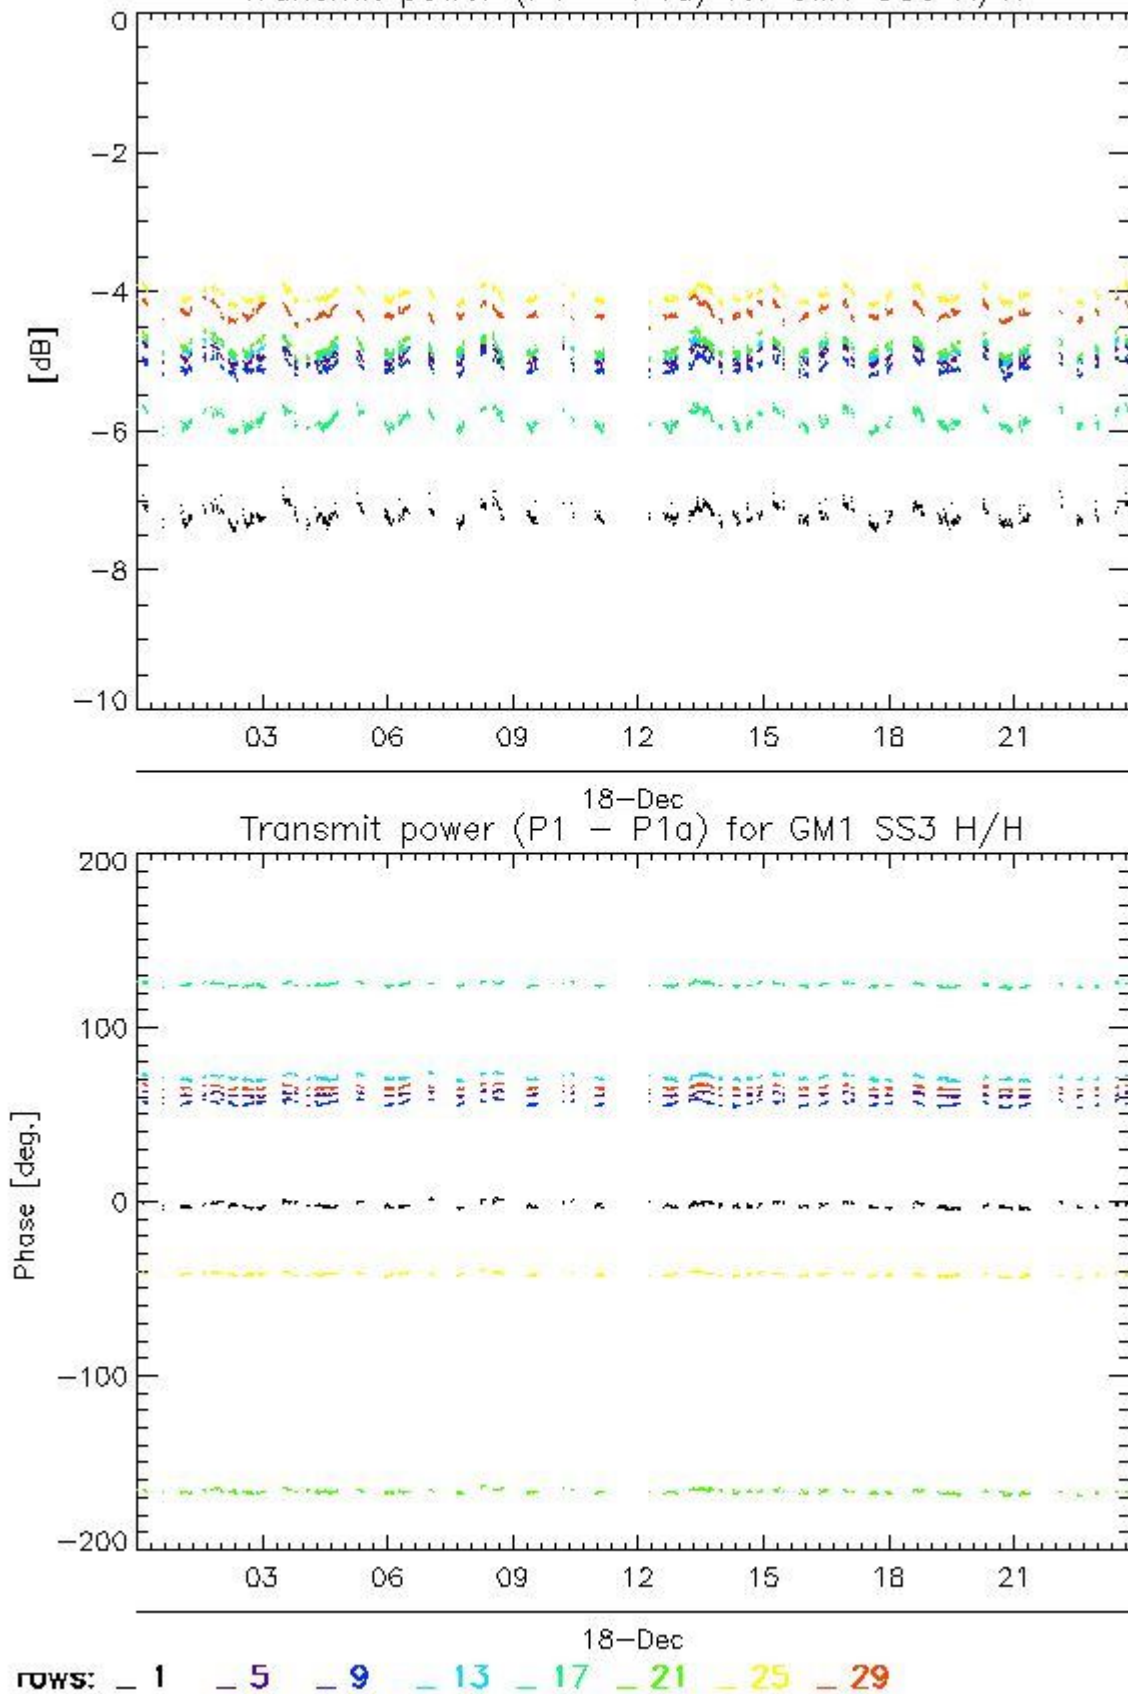 0
−2
−4
[dB]
−6
−8
−10
03 06 09 12 15 18 21
18−Dec
Transmit power (P1 − P1a) for GM1 SS3 H/H
200
100
Phase [deg.]
0
−100
−200
03 06 09 12 15 18 21
18−Dec
rows: _ 1 _ 5 _ 9 _ 13 _ 17 _ 21 _ 25 _ 29